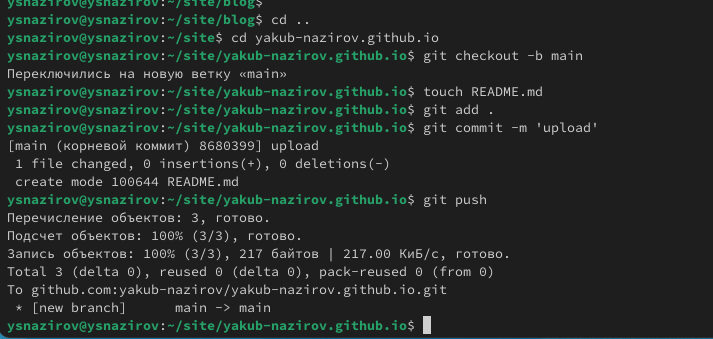 ysnazirov@ysnazirov:~/site/blog$
ysnazirov@ysnazirov:~/site/blog$ cd ..
ysnazirov@ysnazirov:~/site$ cd yakub-nazirov.github.io
ysnazirov@ysnazirov:~/site/yakub-nazirov.github.io$ git checkout -b main
Переключились на новую ветку «main»
ysnazirov@ysnazirov:~/site/yakub-nazirov.github.io$ touch README.md
ysnazirov@ysnazirov:~/site/yakub-nazirov.github.io$ git add .
ysnazirov@ysnazirov:~/site/yakub-nazirov.github.io$ git commit -m 'upload'
[main (корневой коммит) 8680399] upload
 1 file changed, 0 insertions(+), 0 deletions(-)
 create mode 100644 README.md
ysnazirov@ysnazirov:~/site/yakub-nazirov.github.io$ git push
Перечисление объектов: 3, готово.
Подсчет объектов: 100% (3/3), готово.
Запись объектов: 100% (3/3), 217 байтов | 217.00 КиБ/с, готово.
Total 3 (delta 0), reused 0 (delta 0), pack-reused 0 (from 0)
To github.com:yakub-nazirov/yakub-nazirov.github.io.git
 * [new branch]      main -> main
ysnazirov@ysnazirov:~/site/yakub-nazirov.github.io$